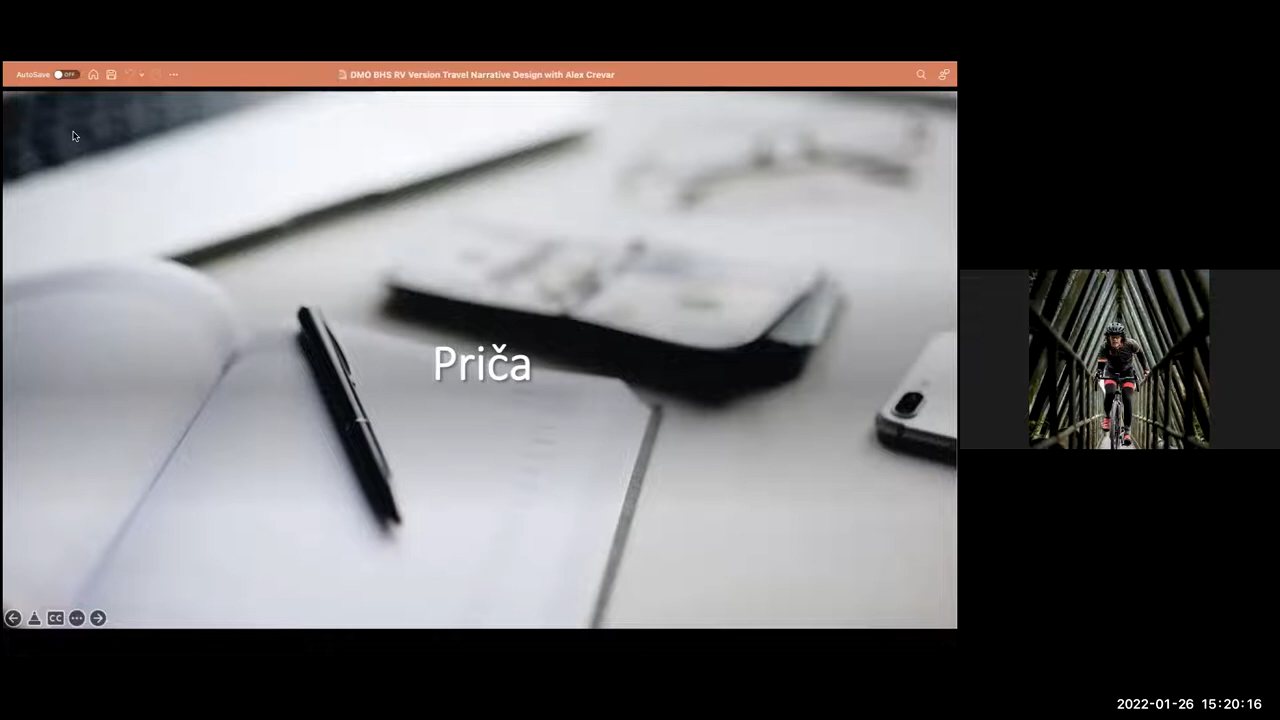 AutoSave OFF
DMO BHS RV Version Travel Narrative Design with Alex Crevar
Priča
CC
2022-01-26 15:20:16